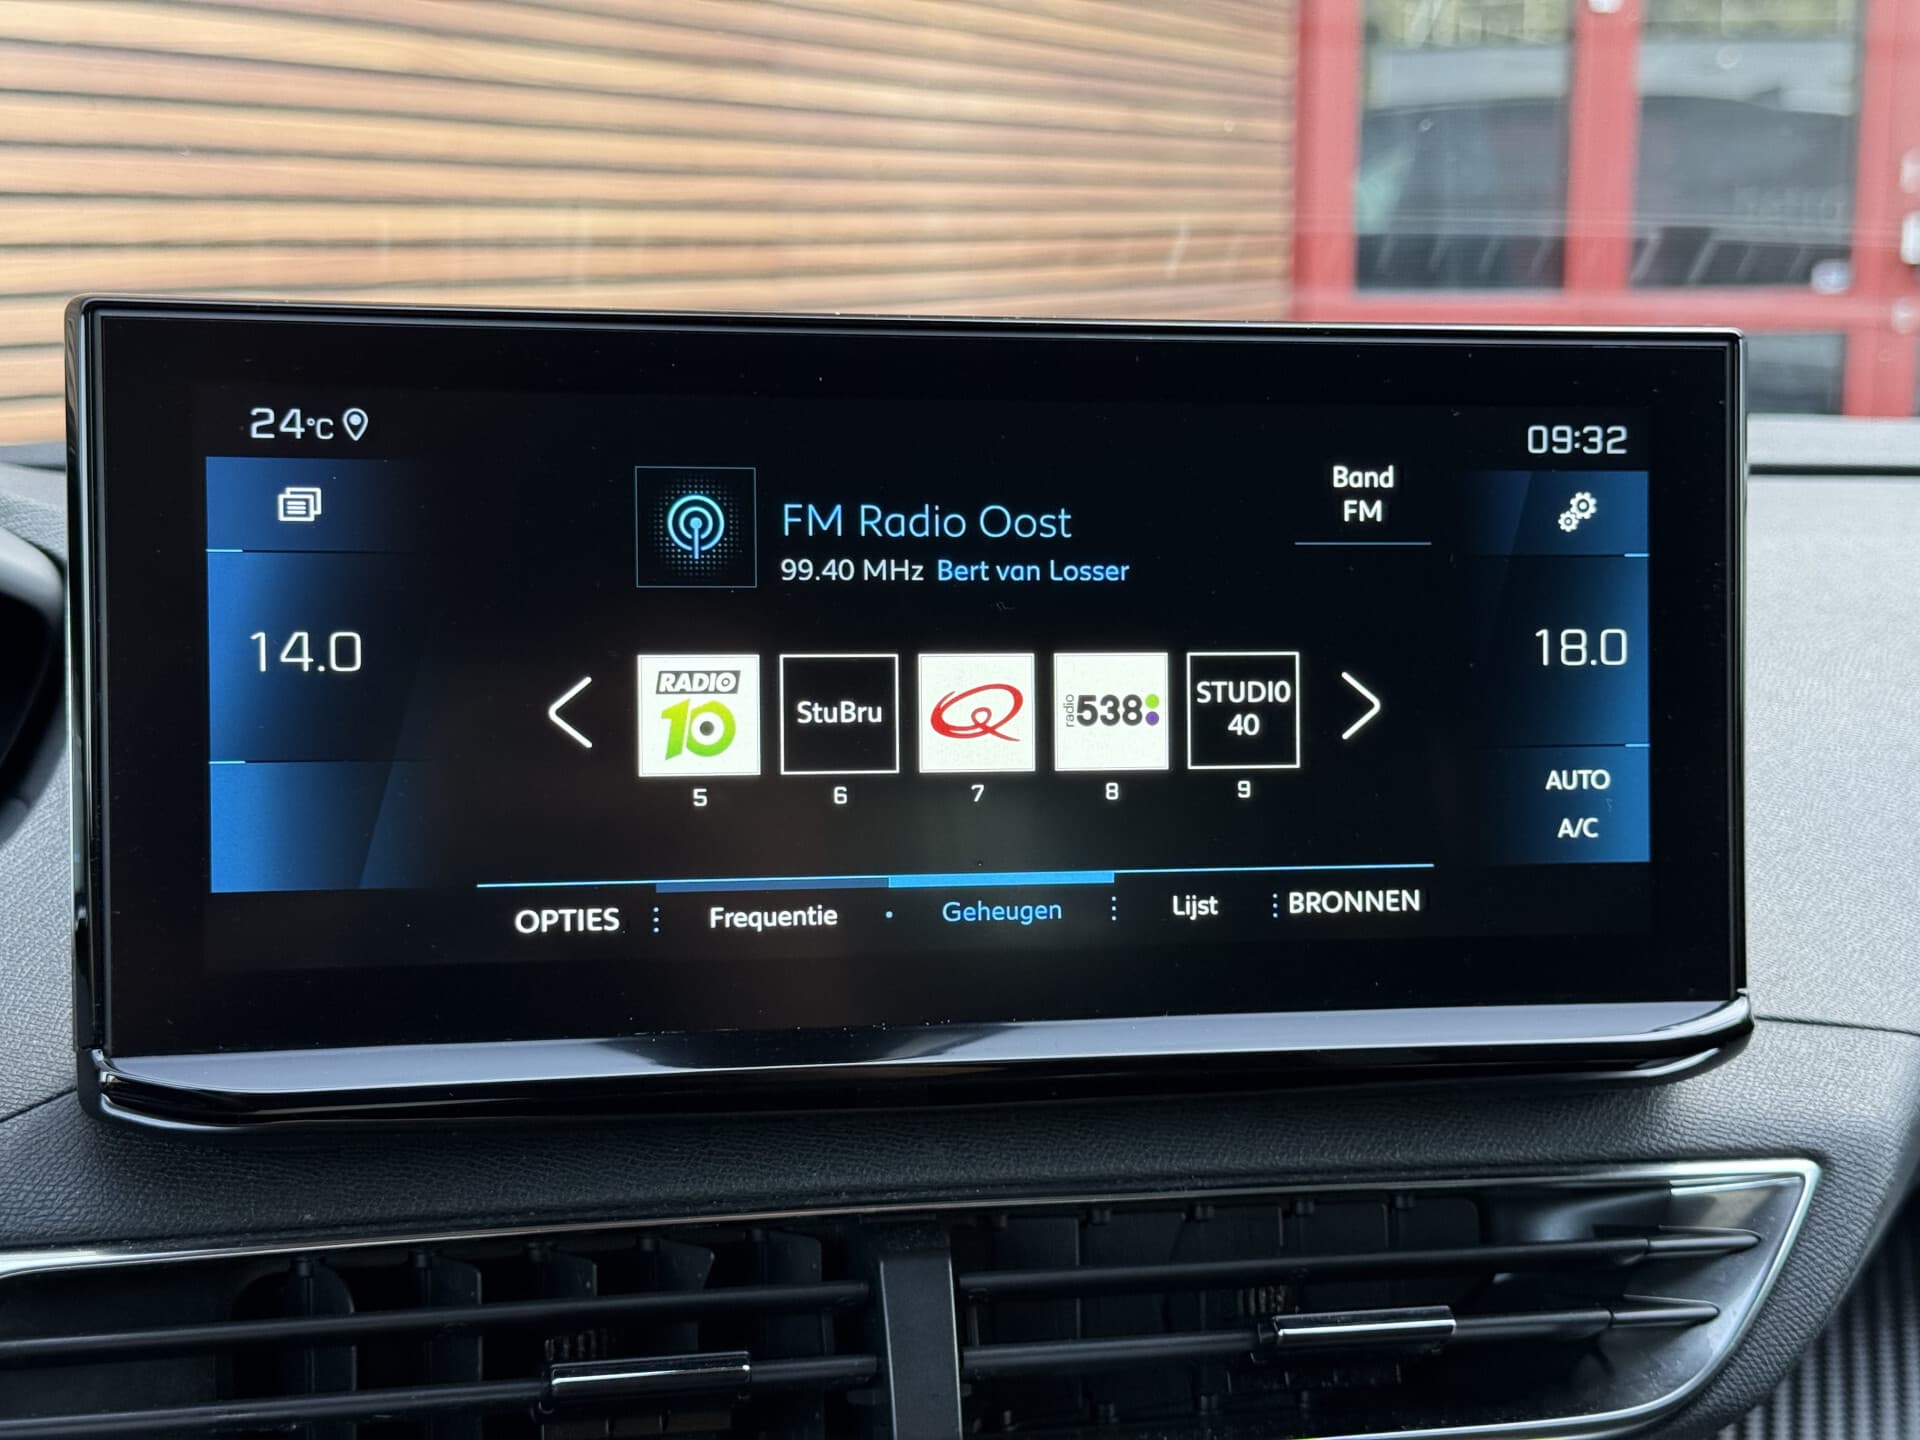 24°C
09:32
Band
FM
FM Radio Oost
99.40 MHz Bert van Losser
14.0
18.0
RADIO
10
StuBru
Q
radio
538
STUDIO
40
5
6
7
8
9
AUTO
A/C
OPTIES
Frequentie
Geheugen
Lijst
BRONNEN